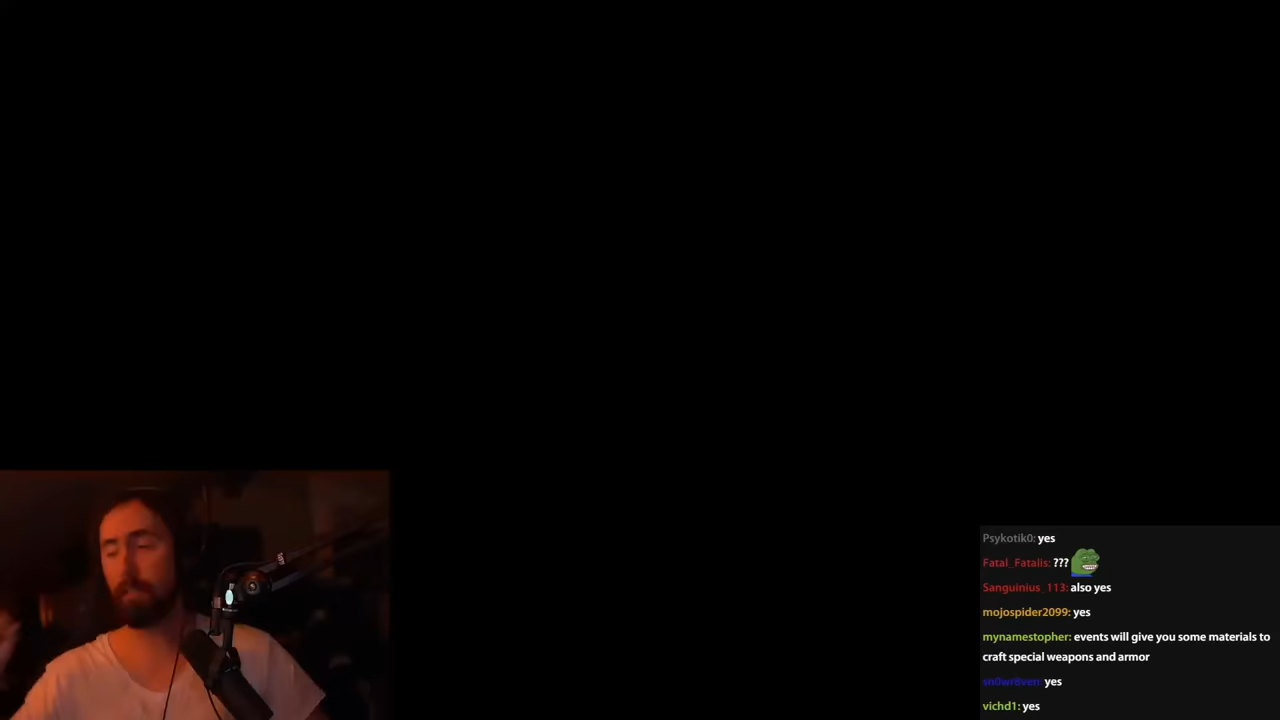 Psykotik0: yes
Fatal_Fatalis: ???
Sanguinius_113: also yes
mojospider2099: yes
mynamestopher: events will give you some materials to
craft special weapons and armor
yes
vichd1: yes